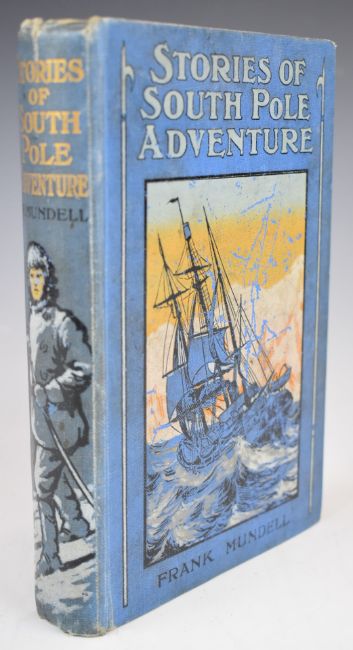 STORIES OF
SOUTH POLE
ADVENTURE
FRANK MUNDELL
STORIES
OF
SOUTH
POLE
ADVENTURE
MUNDELL